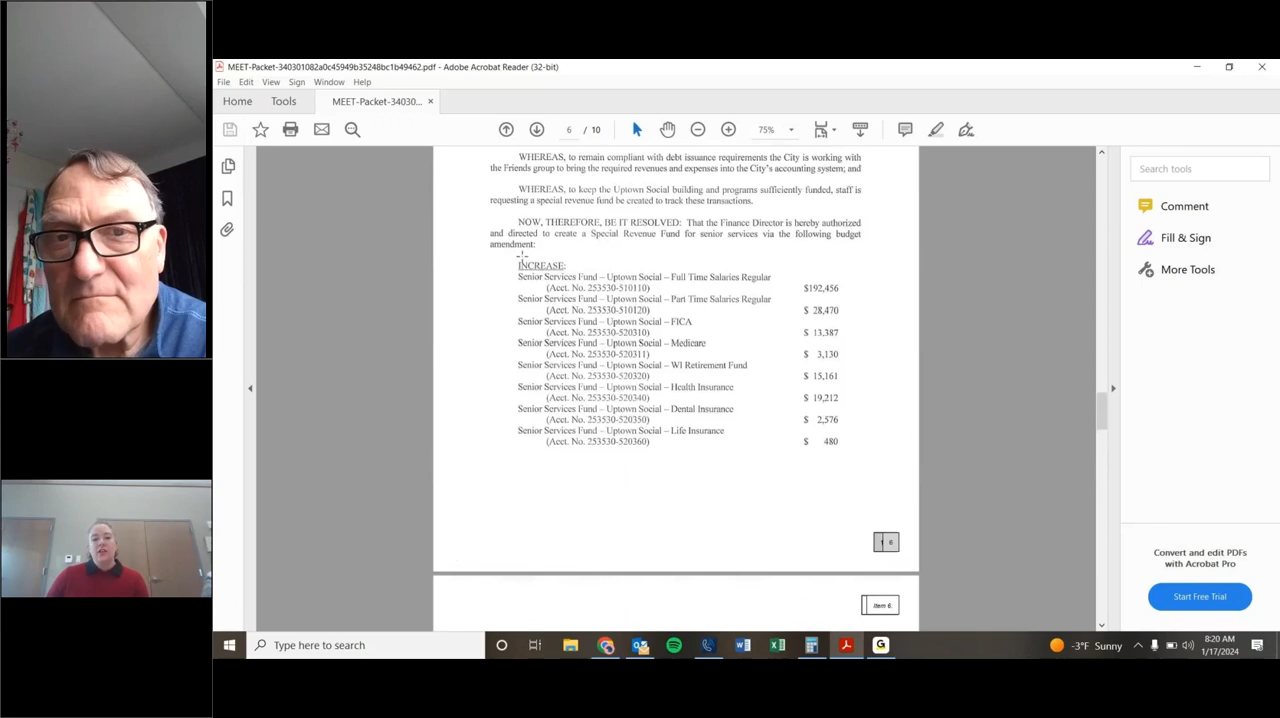 MEET-Packet-340301082a0c45949b35248bc1b49462.pdf - Adobe Acrobat Reader (32-bit)
File Edit View Sign Window Help
Home Tools MEET-Packet-34030... ×
6 / 10 75%
WHEREAS, to remain compliant with debt issuance requirements the City is working with
the Friends group to bring the required revenues and expenses into the City's accounting system; and
WHEREAS, to keep the Uptown Social building and programs sufficiently funded, staff is
requesting a special revenue fund be created to track these transactions.
NOW, THEREFORE, BE IT RESOLVED: That the Finance Director is hereby authorized
and directed to create a Special Revenue Fund for senior services via the following budget
amendment:
INCREASE:
Senior Services Fund – Uptown Social – Full Time Salaries Regular
(Acct. No. 253530-510110) $192,456
Senior Services Fund – Uptown Social – Part Time Salaries Regular
(Acct. No. 253530-510120) $ 28,470
Senior Services Fund – Uptown Social – FICA
(Acct. No. 253530-520310) $ 13,387
Senior Services Fund – Uptown Social – Medicare
(Acct. No. 253530-520311) $ 3,130
Senior Services Fund – Uptown Social – WI Retirement Fund
(Acct. No. 253530-520320) $ 15,161
Senior Services Fund – Uptown Social – Health Insurance
(Acct. No. 253530-520340) $ 19,212
Senior Services Fund – Uptown Social – Dental Insurance
(Acct. No. 253530-520350) $ 2,576
Senior Services Fund – Uptown Social – Life Insurance
(Acct. No. 253530-520360) $ 480
6
Item 6.
Search tools
Comment
Fill & Sign
More Tools
Convert and edit PDFs
with Acrobat Pro
Start Free Trial
Type here to search
-3°F Sunny
8:20 AM
1/17/2024